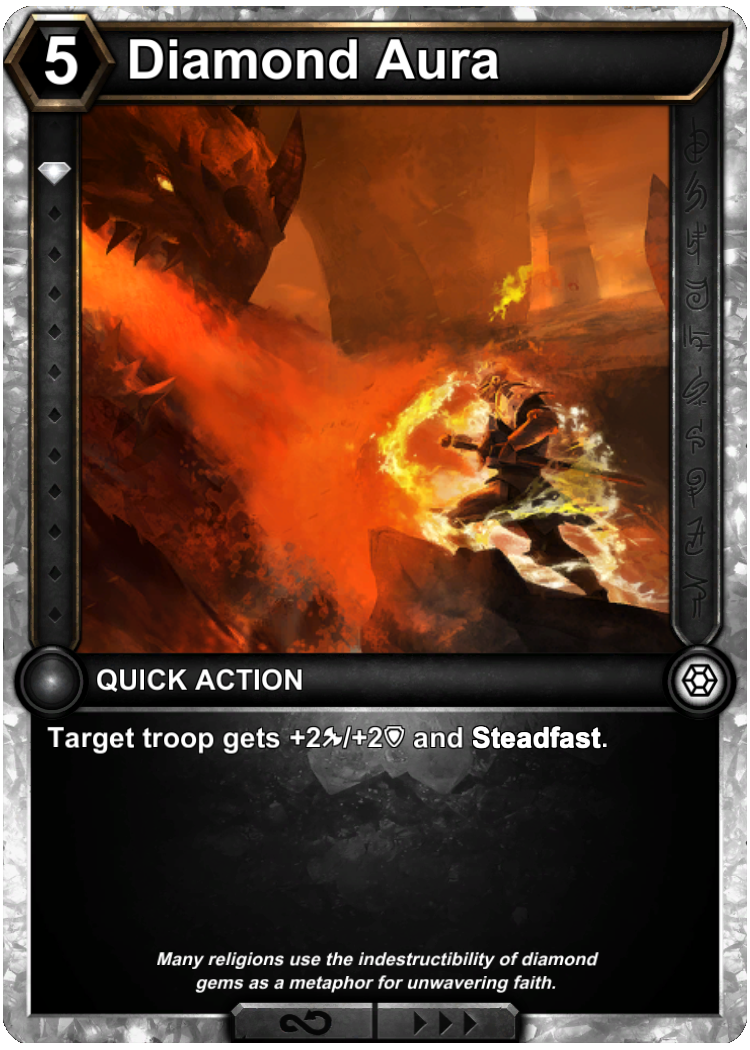 5 Diamond Aura
QUICK ACTION
Target troop gets +2/+2 and Steadfast.
Many religions use the indestructibility of diamond
gems as a metaphor for unwavering faith.